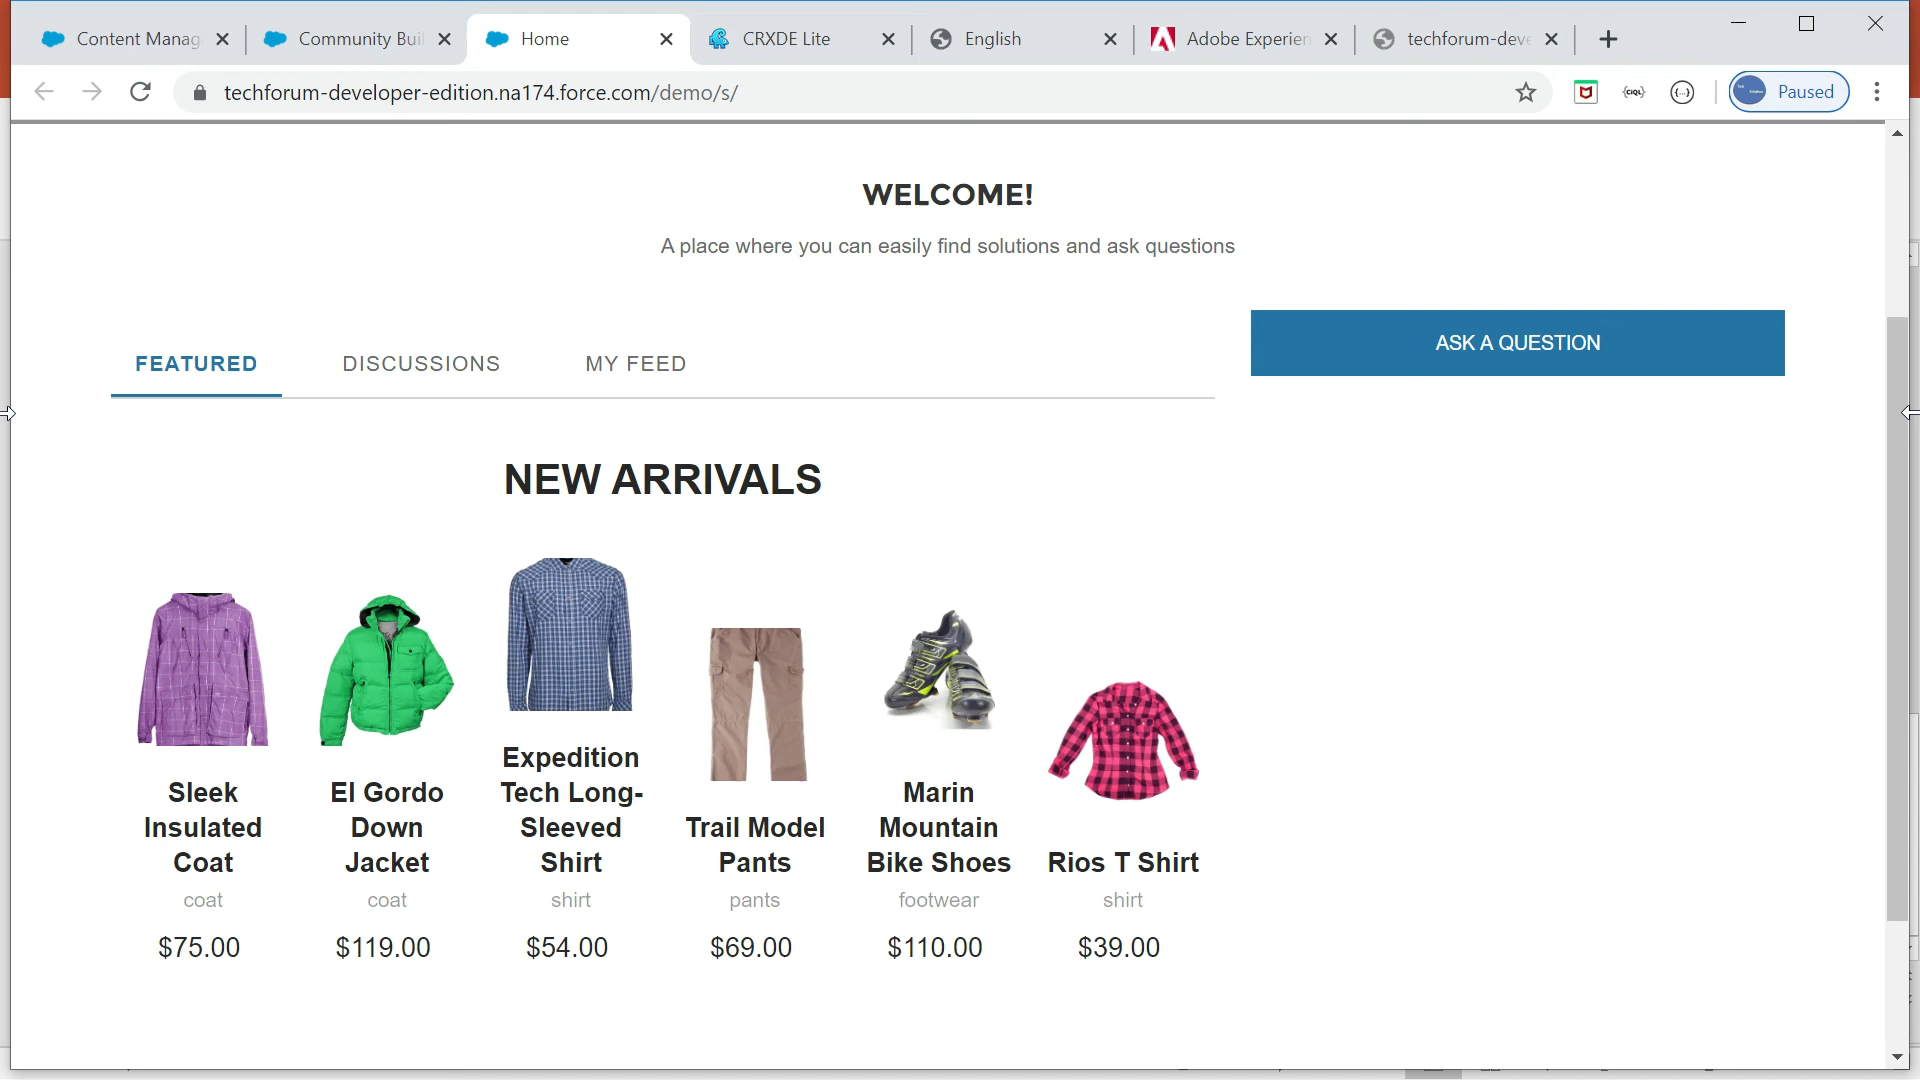 Content Manag
Community Buil
Home
CRXDE Lite
English
Adobe Experien
techforum-deve
techforum-developer-edition.na174.force.com/demo/s/
CIQL
Paused
WELCOME!
A place where you can easily find solutions and ask questions
FEATURED
DISCUSSIONS
MY FEED
ASK A QUESTION
NEW ARRIVALS
Sleek
Insulated
Coat
coat
$75.00
El Gordo
Down
Jacket
coat
$119.00
Expedition
Tech Long-
Sleeved
Shirt
shirt
$54.00
Trail Model
Pants
pants
$69.00
Marin
Mountain
Bike Shoes
footwear
$110.00
Rios T Shirt
shirt
$39.00